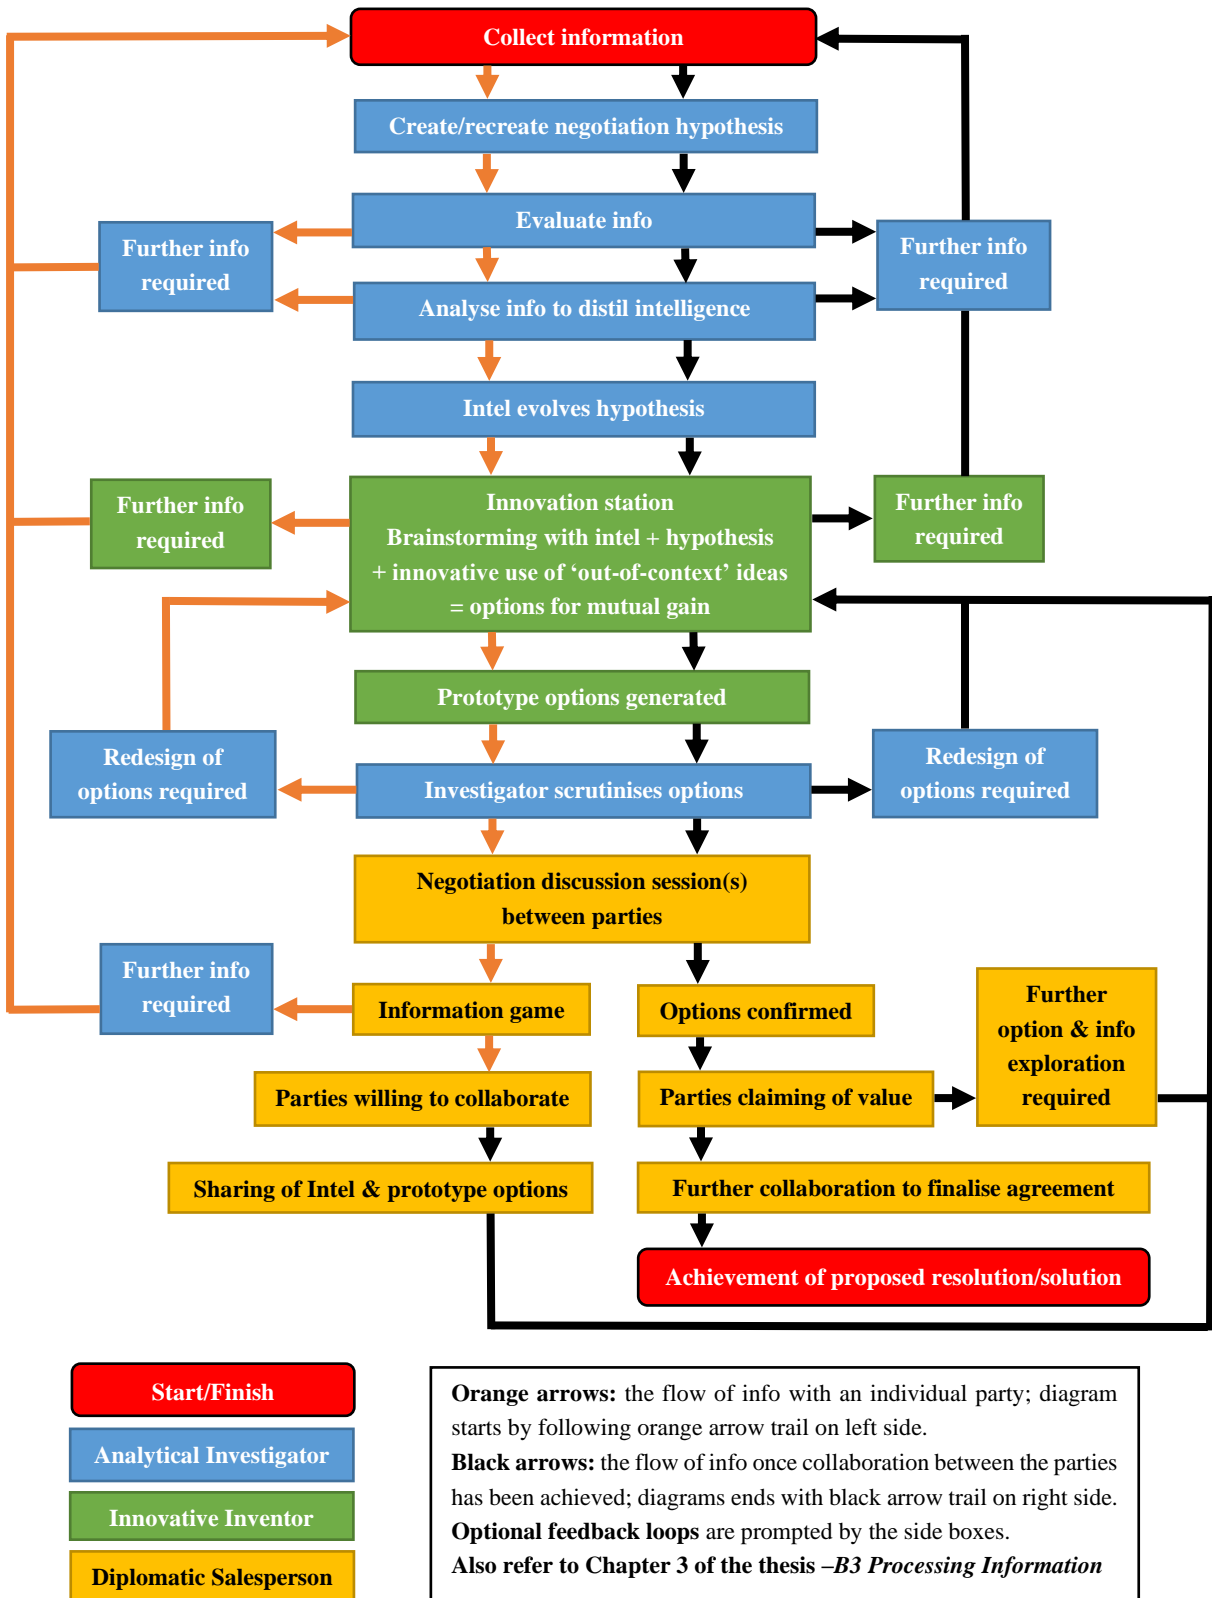 Collect information
Create/recreate negotiation hypothesis
Evaluate info
Further info
required
Further info
required
Analyse info to distil intelligence
Intel evolves hypothesis
Further info
required
Innovation station
Brainstorming with intel + hypothesis
+ innovative use of ‘out-of-context’ ideas
= options for mutual gain
Further info
required
Prototype options generated
Redesign of
options required
Investigator scrutinises options
Redesign of
options required
Negotiation discussion session(s)
between parties
Further info
required
Information game
Options confirmed
Further
option & info
exploration
required
Parties willing to collaborate
Parties claiming of value
Sharing of Intel & prototype options
Further collaboration to finalise agreement
Achievement of proposed resolution/solution
Start/Finish
Analytical Investigator
Innovative Inventor
Diplomatic Salesperson
Orange arrows: the flow of info with an individual party; diagram
starts by following orange arrow trail on left side.
Black arrows: the flow of info once collaboration between the parties
has been achieved; diagrams ends with black arrow trail on right side.
Optional feedback loops are prompted by the side boxes.
Also refer to Chapter 3 of the thesis –B3 Processing Information